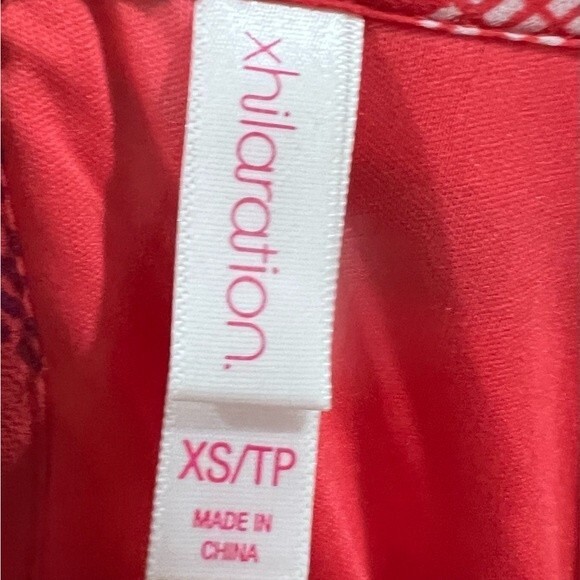 xhilaration.
XS/TP
MADE IN
CHINA